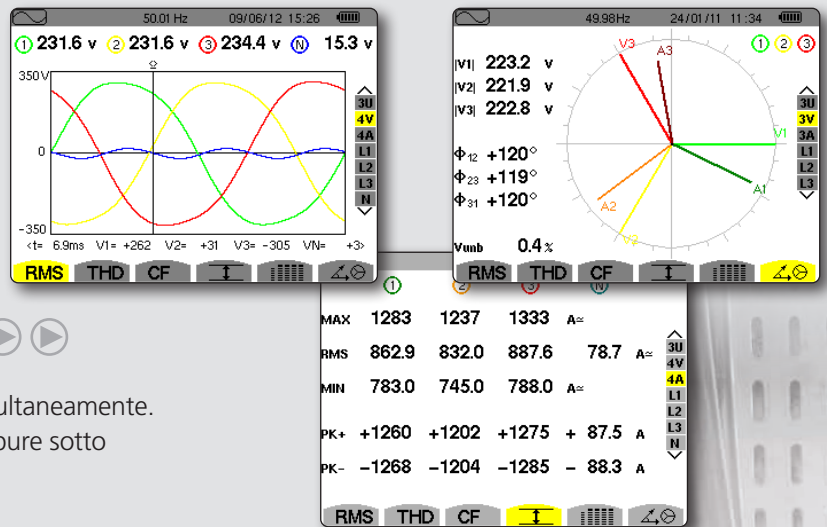 50.01 Hz 09/06/12 15:26
1 231.6 v 2 231.6 v 3 234.4 v N 15.3 v
350V
0
-350
<t= 6.9ms V1= +262 V2= +31 V3= -305 VN= +3>
3U
4V
4A
L1
L2
L3
N
RMS THD CF
49.98Hz 24/01/11 11:34
1 2 3
|V1| 223.2 v
|V2| 221.9 v
|V3| 222.8 v
Φ12 +120°
Φ23 +119°
Φ31 +120°
Vunb 0.4 %
V3
A3
V1
A1
A2
V2
3U
3V
3A
L1
L2
L3
RMS THD CF
1 2 3 N
MAX 1283 1237 1333 A≃
RMS 862.9 832.0 887.6 78.7 A≃
MIN 783.0 745.0 788.0 A≃
PK+ +1260 +1202 +1275 + 87.5 A
PK- -1268 -1204 -1285 - 88.3 A
3U
4V
4A
L1
L2
L3
N
RMS THD CF
ultaneamente.
pure sotto